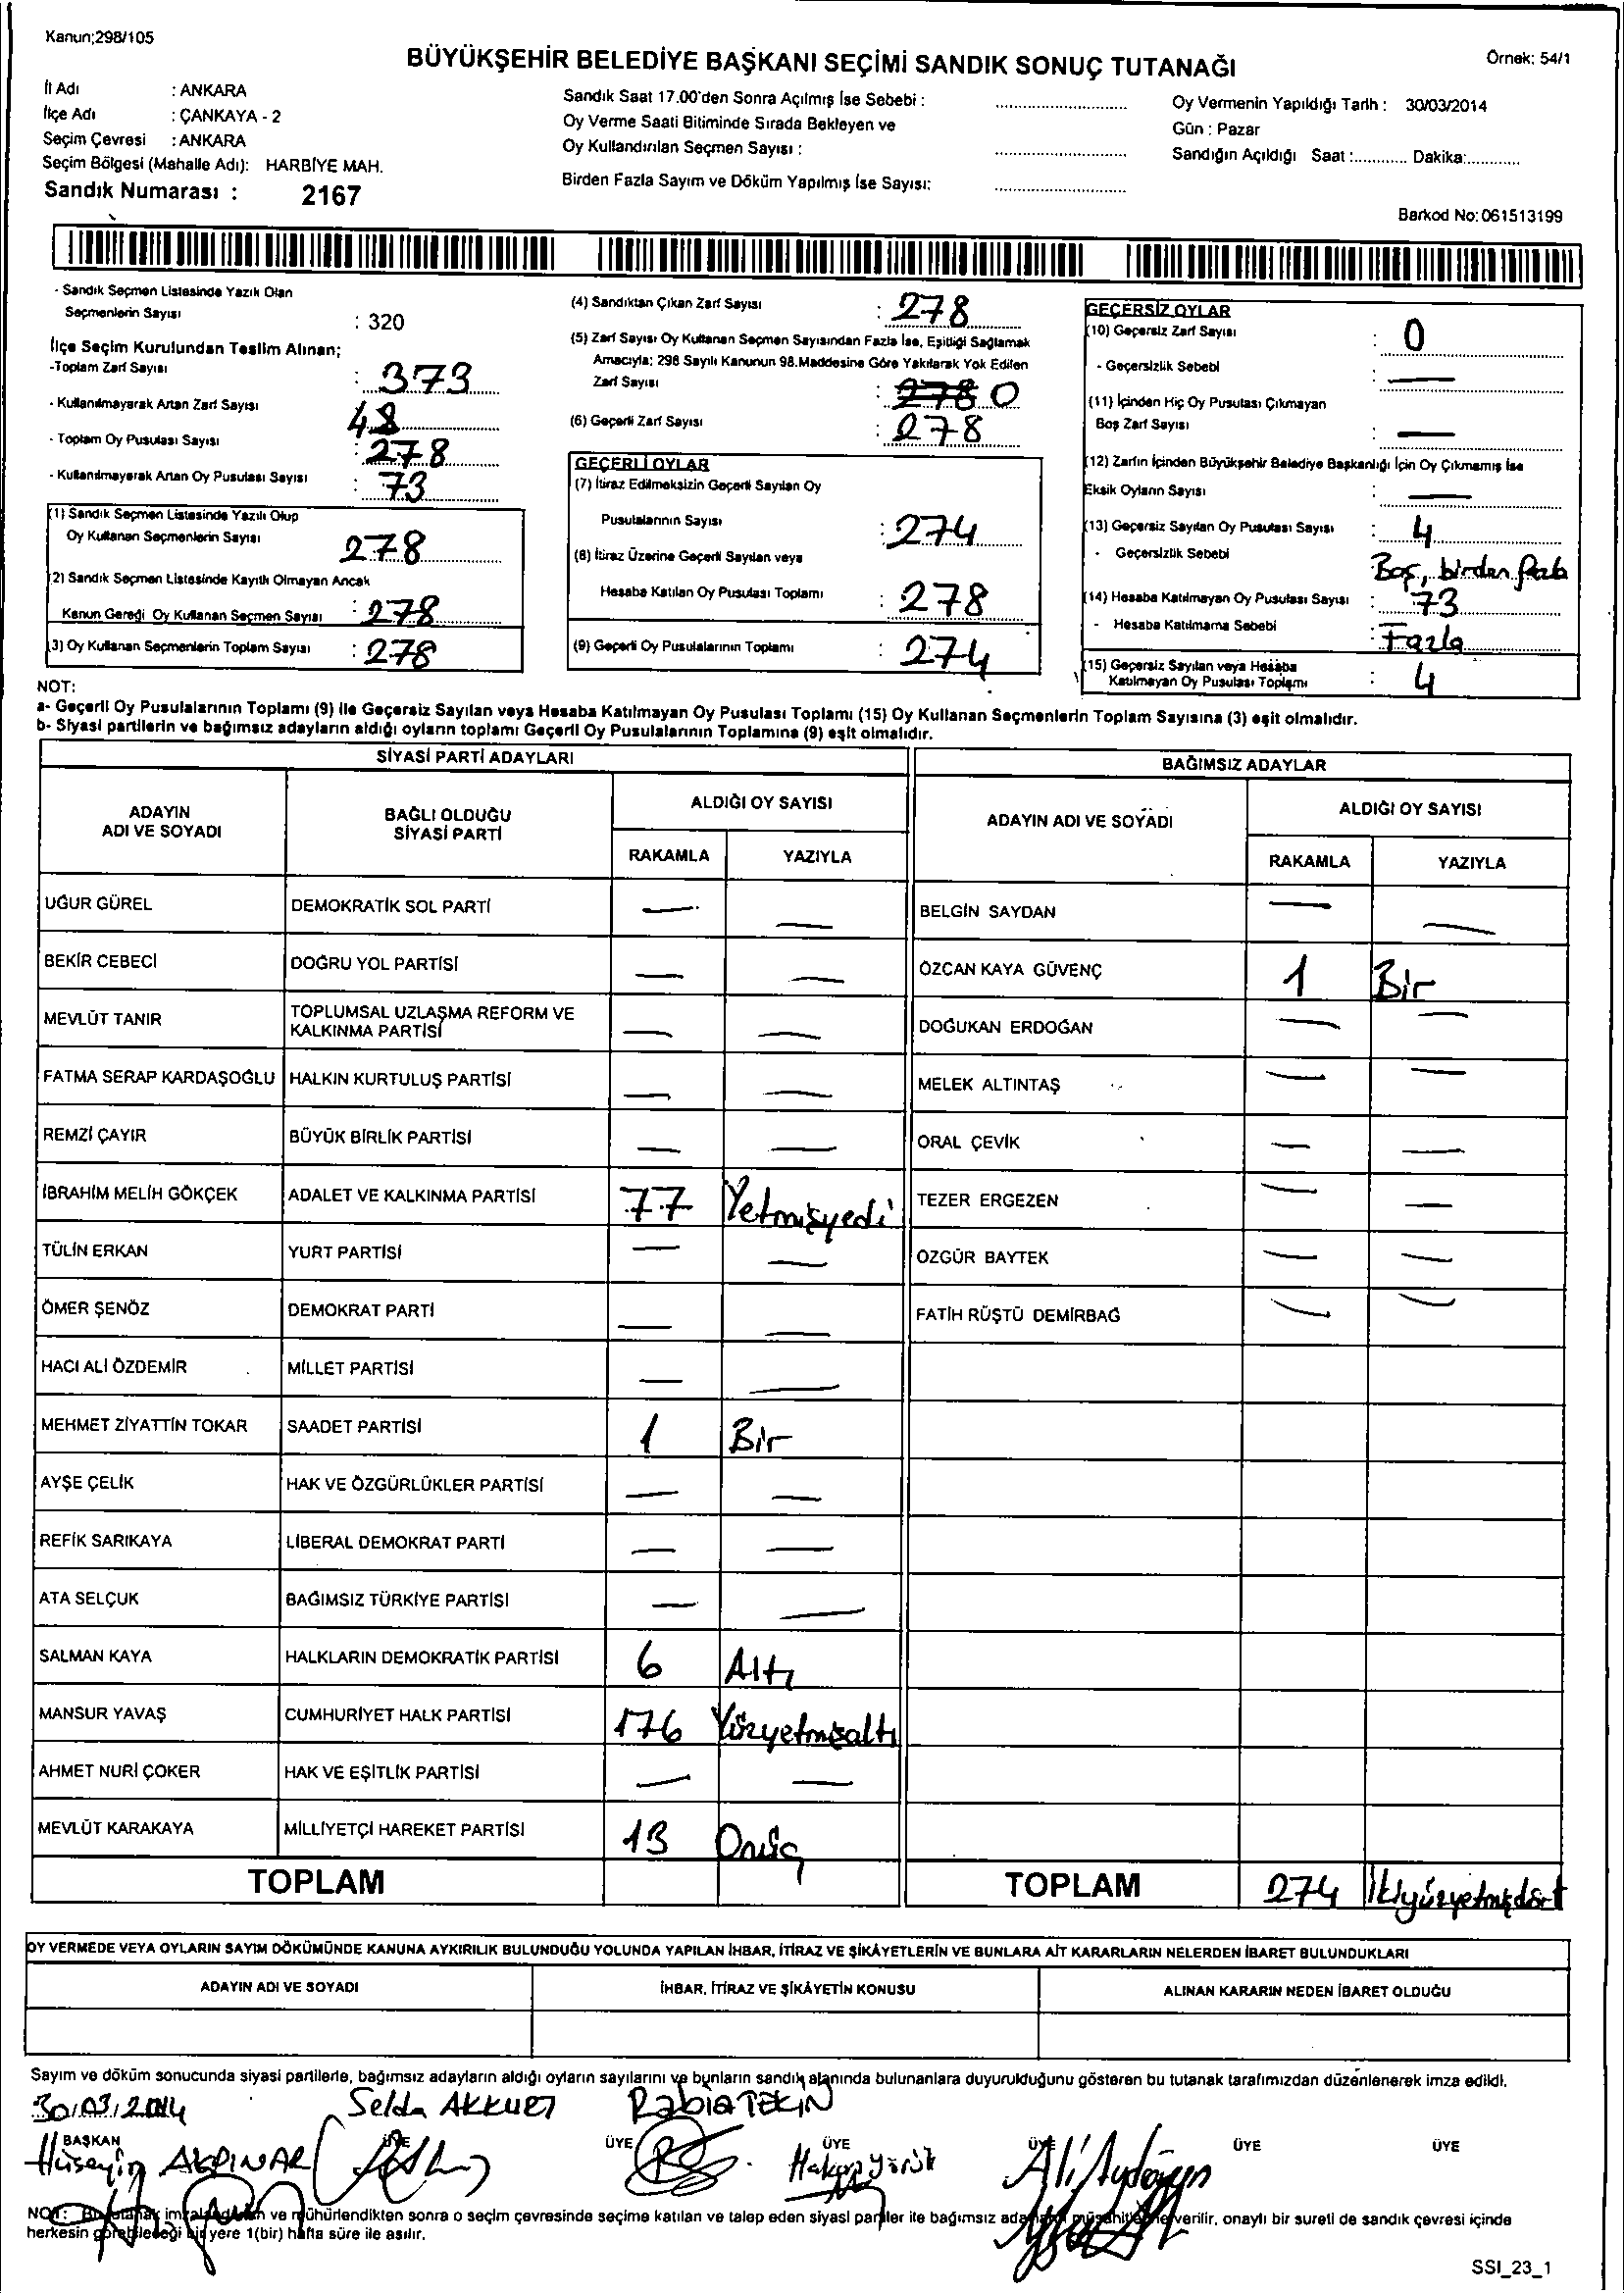 Kanun;298/105
BÜYÜKŞEHİR BELEDİYE BAŞKANI SEÇİMİ SANDIK SONUÇ TUTANAĞI
Örnek: 54/1
İl Adı : ANKARA
İlçe Adı : ÇANKAYA - 2
Seçim Çevresi : ANKARA
Seçim Bölgesi (Mahalle Adı): HARBİYE MAH.
Sandık Numarası : 2167
Sandık Saat 17.00'den Sonra Açılmış İse Sebebi :
Oy Verme Saati Bitiminde Sırada Bekleyen ve
Oy Kullandırılan Seçmen Sayısı :
Birden Fazla Sayım ve Döküm Yapılmış İse Sayısı:
Oy Vermenin Yapıldığı Tarih : 30/03/2014
Gün : Pazar
Sandığın Açıldığı Saat :............ Dakika:............
Barkod No: 061513199
- Sandık Seçmen Listesinde Yazılı Olan
Seçmenlerin Sayısı : 320
İlçe Seçim Kurulundan Teslim Alınan;
-Toplam Zarf Sayısı : 373
- Kullanılmayarak Artan Zarf Sayısı 48
- Toplam Oy Pusulası Sayısı : 278
- Kullanılmayarak Artan Oy Pusulası Sayısı : 73
(1) Sandık Seçmen Listesinde Yazılı Olup
Oy Kullanan Seçmenlerin Sayısı 278
2) Sandık Seçmen Listesinde Kayıtlı Olmayan Ancak
Kanun Gereği Oy Kullanan Seçmen Sayısı : 278
3) Oy Kullanan Seçmenlerin Toplam Sayısı : 278
(4) Sandıktan Çıkan Zarf Sayısı : 278
(5) Zarf Sayısı Oy Kullanan Seçmen Sayısından Fazla İse, Eşitliği Sağlamak
Amacıyla; 298 Sayılı Kanunun 98.Maddesine Göre Yakılarak Yok Edilen
Zarf Sayısı : 278 0
(6) Geçerli Zarf Sayısı : 278
GEÇERLİ OYLAR
(7) İtiraz Edilmeksizin Geçerli Sayılan Oy
Pusulalarının Sayısı : 274
(8) İtiraz Üzerine Geçerli Sayılan veya
Hesaba Katılan Oy Pusulası Toplamı : 278
(9) Geçerli Oy Pusulalarının Toplamı : 274
GEÇERSİZ OYLAR
(10) Geçersiz Zarf Sayısı : 0
- Geçersizlik Sebebi : —
(11) İçinden Hiç Oy Pusulası Çıkmayan
Boş Zarf Sayısı : —
(12) Zarfın İçinden Büyükşehir Belediye Başkanlığı İçin Oy Çıkmamış İse
Eksik Oyların Sayısı : —
(13) Geçersiz Sayılan Oy Pusulası Sayısı : 4
- Geçersizlik Sebebi Boş, birden fazla
(14) Hesaba Katılmayan Oy Pusulası Sayısı : 73
- Hesaba Katılmama Sebebi : Fazla
(15) Geçersiz Sayılan veya Hesaba
Katılmayan Oy Pusulası Toplamı : 4
NOT:
a- Geçerli Oy Pusulalarının Toplamı (9) ile Geçersiz Sayılan veya Hesaba Katılmayan Oy Pusulası Toplamı (15) Oy Kullanan Seçmenlerin Toplam Sayısına (3) eşit olmalıdır.
b- Siyasi partilerin ve bağımsız adayların aldığı oyların toplamı Geçerli Oy Pusulalarının Toplamına (9) eşit olmalıdır.
SİYASİ PARTİ ADAYLARI
ADAYIN ADI VE SOYADI
BAĞLI OLDUĞU SİYASİ PARTİ
ALDIĞI OY SAYISI
RAKAMLA YAZIYLA
UĞUR GÜREL DEMOKRATİK SOL PARTİ — —
BEKİR CEBECİ DOĞRU YOL PARTİSİ — —
MEVLÜT TANIR TOPLUMSAL UZLAŞMA REFORM VE KALKINMA PARTİSİ — —
FATMA SERAP KARDAŞOĞLU HALKIN KURTULUŞ PARTİSİ — —
REMZİ ÇAYIR BÜYÜK BİRLİK PARTİSİ — —
İBRAHİM MELİH GÖKÇEK ADALET VE KALKINMA PARTİSİ 77 Yetmişyedi
TÜLİN ERKAN YURT PARTİSİ — —
ÖMER ŞENÖZ DEMOKRAT PARTİ — —
HACI ALİ ÖZDEMİR MİLLET PARTİSİ — —
MEHMET ZİYATTİN TOKAR SAADET PARTİSİ 1 Bir
AYŞE ÇELİK HAK VE ÖZGÜRLÜKLER PARTİSİ — —
REFİK SARIKAYA LİBERAL DEMOKRAT PARTİ — —
ATA SELÇUK BAĞIMSIZ TÜRKİYE PARTİSİ — —
SALMAN KAYA HALKLARIN DEMOKRATİK PARTİSİ 6 Altı
MANSUR YAVAŞ CUMHURİYET HALK PARTİSİ 176 Yüzyetmişaltı
AHMET NURİ ÇOKER HAK VE EŞİTLİK PARTİSİ — —
MEVLÜT KARAKAYA MİLLİYETÇİ HAREKET PARTİSİ 13 Onüç
TOPLAM
BAĞIMSIZ ADAYLAR
ADAYIN ADI VE SOYADI
ALDIĞI OY SAYISI
RAKAMLA YAZIYLA
BELGİN SAYDAN — —
ÖZCAN KAYA GÜVENÇ 1 Bir
DOĞUKAN ERDOĞAN — —
MELEK ALTINTAŞ — —
ORAL ÇEVİK — —
TEZER ERGEZEN — —
ÖZGÜR BAYTEK — —
FATİH RÜŞTÜ DEMİRBAĞ — —
TOPLAM 274 İkiyüzyetmişdört
OY VERMEDE VEYA OYLARIN SAYIM DÖKÜMÜNDE KANUNA AYKIRILIK BULUNDUĞU YOLUNDA YAPILAN İHBAR, İTİRAZ VE ŞİKÂYETLERİN VE BUNLARA AİT KARARLARIN NELERDEN İBARET BULUNDUKLARI
ADAYIN ADI VE SOYADI
İHBAR, İTİRAZ VE ŞİKÂYETİN KONUSU
ALINAN KARARIN NEDEN İBARET OLDUĞU
Sayım ve döküm sonucunda siyasi partilerle, bağımsız adayların aldığı oyların sayılarını ve bunların sandık alanında bulunanlara duyurulduğunu gösteren bu tutanak tarafımızdan düzenlenerek imza edildi.
30/03/2014 Selda AKKURT Rabia TEKİN
BAŞKAN ÜYE ÜYE ÜYE ÜYE ÜYE ÜYE
Hüseyin AKPINAR Hakan Yörük Ali Aydoğan
NOT: Bu tutanak imzalandıktan ve mühürlendikten sonra o seçim çevresinde seçime katılan ve talep eden siyasi partiler ile bağımsız aday müşahitlerine verilir, onaylı bir sureti de sandık çevresi içinde
herkesin görebileceği bir yere 1(bir) hafta süre ile asılır.
SSI_23_1